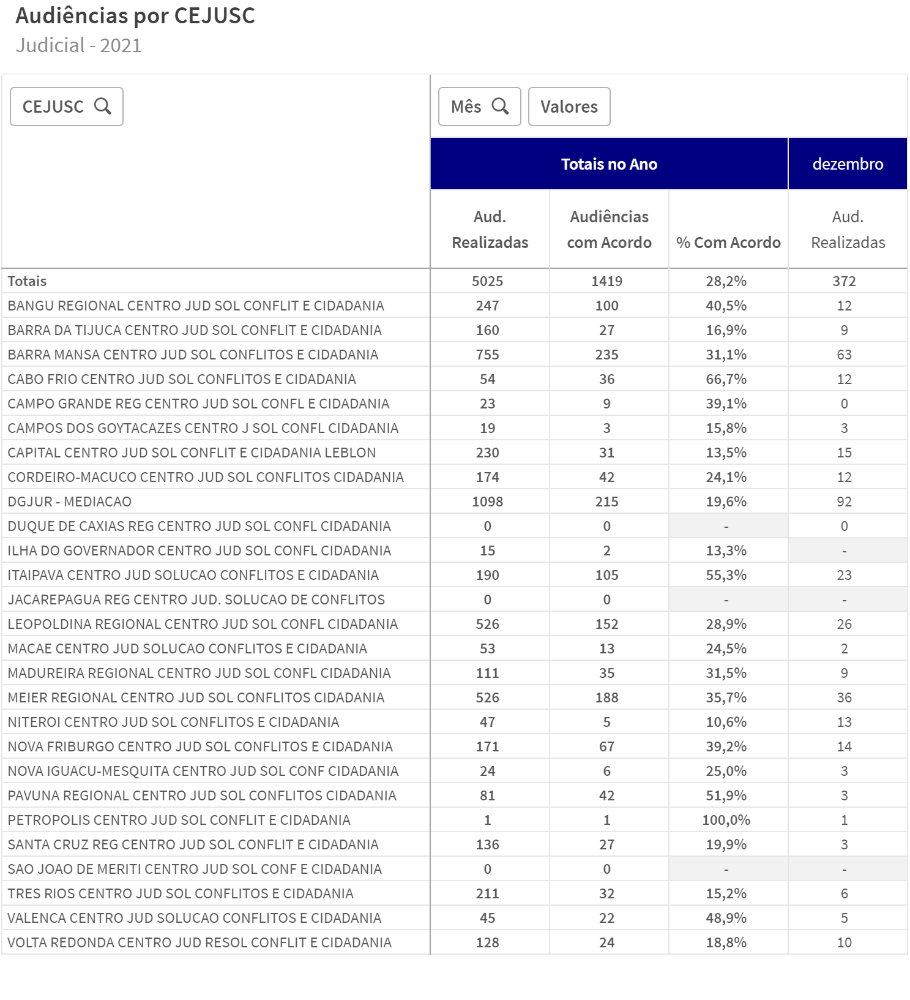 Audiências por CEJUSC
Judicial - 2021
CEJUSC
Mês Valores
Totais no Ano dezembro
Aud. Audiências Aud.
Realizadas com Acordo % Com Acordo Realizadas
Totais 5025 1419 28,2% 372
BANGU REGIONAL CENTRO JUD SOL CONFLIT E CIDADANIA 247 100 40,5% 12
BARRA DA TIJUCA CENTRO JUD SOL CONFLIT E CIDADANIA 160 27 16,9% 9
BARRA MANSA CENTRO JUD SOL CONFLITOS E CIDADANIA 755 235 31,1% 63
CABO FRIO CENTRO JUD SOL CONFLITOS E CIDADANIA 54 36 66,7% 12
CAMPO GRANDE REG CENTRO JUD SOL CONFL E CIDADANIA 23 9 39,1% 0
CAMPOS DOS GOYTACAZES CENTRO J SOL CONFL CIDADANIA 19 3 15,8% 3
CAPITAL CENTRO JUD SOL CONFLIT E CIDADANIA LEBLON 230 31 13,5% 15
CORDEIRO-MACUCO CENTRO JUD SOL CONFLITOS CIDADANIA 174 42 24,1% 12
DGJUR - MEDIACAO 1098 215 19,6% 92
DUQUE DE CAXIAS REG CENTRO JUD SOL CONFL CIDADANIA 0 0 - 0
ILHA DO GOVERNADOR CENTRO JUD SOL CONFL CIDADANIA 15 2 13,3% -
ITAIPAVA CENTRO JUD SOLUCAO CONFLITOS E CIDADANIA 190 105 55,3% 23
JACAREPAGUA REG CENTRO JUD. SOLUCAO DE CONFLITOS 0 0 - -
LEOPOLDINA REGIONAL CENTRO JUD SOL CONFL CIDADANIA 526 152 28,9% 26
MACAE CENTRO JUD SOLUCAO CONFLITOS E CIDADANIA 53 13 24,5% 2
MADUREIRA REGIONAL CENTRO JUD SOL CONFL CIDADANIA 111 35 31,5% 9
MEIER REGIONAL CENTRO JUD SOL CONFLITOS CIDADANIA 526 188 35,7% 36
NITEROI CENTRO JUD SOL CONFLITOS E CIDADANIA 47 5 10,6% 13
NOVA FRIBURGO CENTRO JUD SOL CONFLITOS E CIDADANIA 171 67 39,2% 14
NOVA IGUACU-MESQUITA CENTRO JUD SOL CONF CIDADANIA 24 6 25,0% 3
PAVUNA REGIONAL CENTRO JUD SOL CONFLITOS CIDADANIA 81 42 51,9% 3
PETROPOLIS CENTRO JUD SOL CONFLIT E CIDADANIA 1 1 100,0% 1
SANTA CRUZ REG CENTRO JUD SOL CONFLIT E CIDADANIA 136 27 19,9% 3
SAO JOAO DE MERITI CENTRO JUD SOL CONF E CIDADANIA 0 0 - -
TRES RIOS CENTRO JUD SOL CONFLITOS E CIDADANIA 211 32 15,2% 6
VALENCA CENTRO JUD SOLUCAO CONFLITOS E CIDADANIA 45 22 48,9% 5
VOLTA REDONDA CENTRO JUD RESOL CONFLIT E CIDADANIA 128 24 18,8% 10